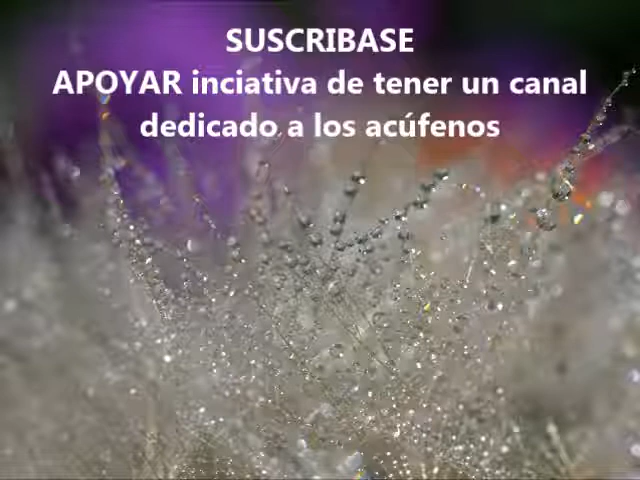 SUSCRIBASE
APOYAR inciativa de tener un canal
dedicado a los acúfenos